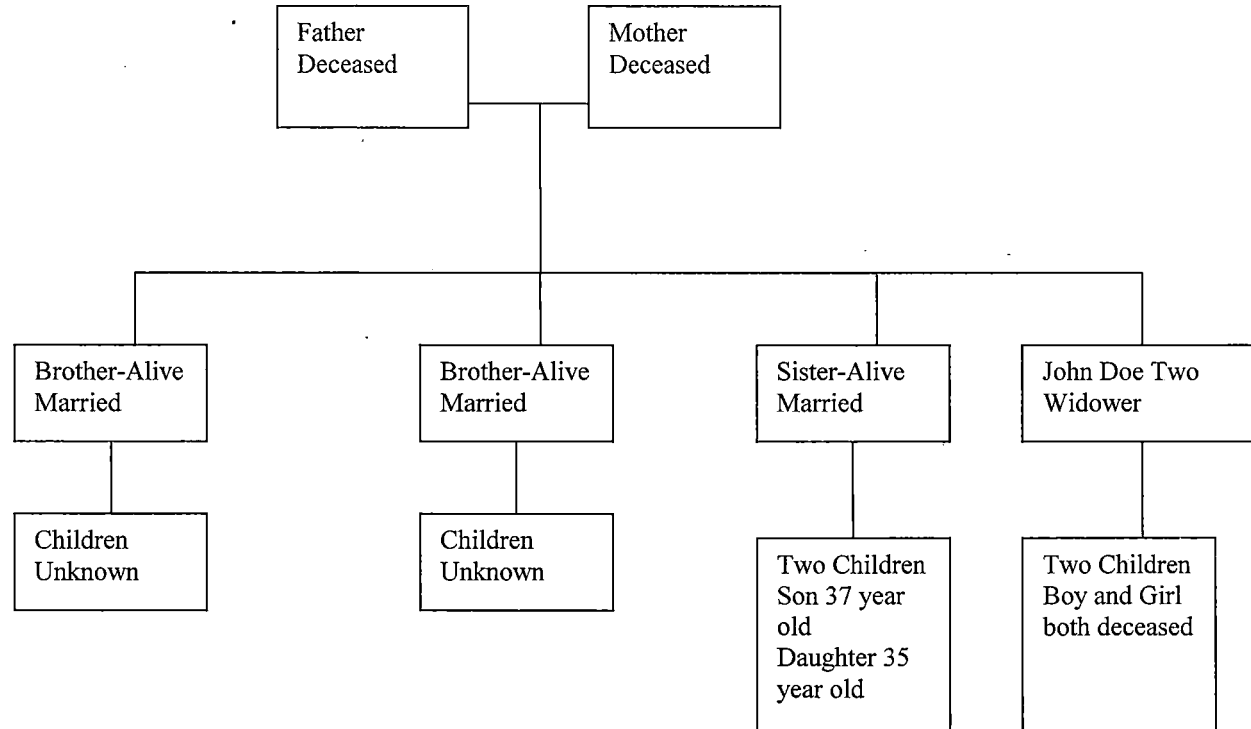 Father
Deceased
Mother
Deceased
Brother-Alive
Married
Brother-Alive
Married
Sister-Alive
Married
John Doe Two
Widower
Children
Unknown
Children
Unknown
Two Children
Son 37 year
old
Daughter 35
year old
Two Children
Boy and Girl
both deceased